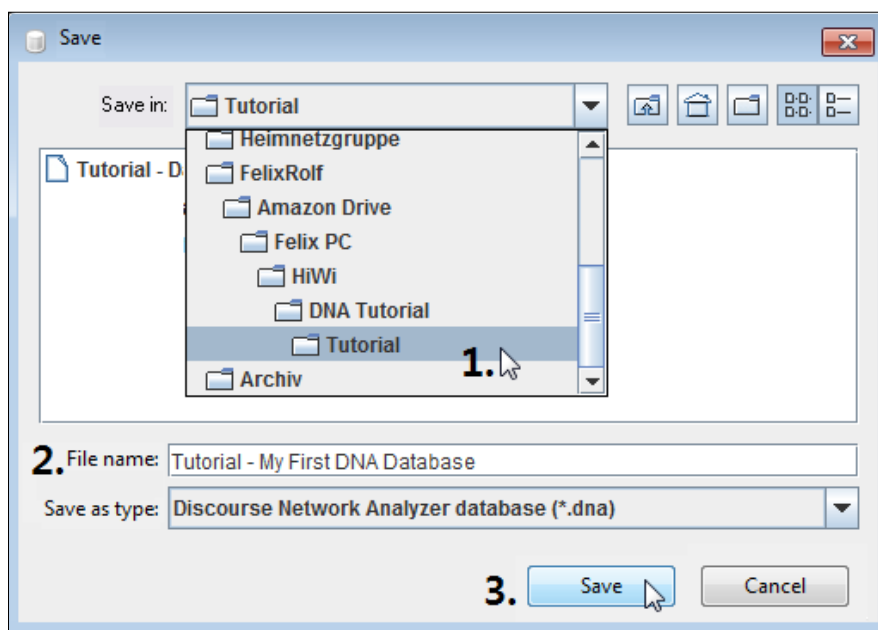 Save
Save in: Tutorial
Heimnetzgruppe
Tutorial - D
FelixRolf
Amazon Drive
Felix PC
HiWi
DNA Tutorial
Tutorial
1.
Archiv
2. File name: Tutorial - My First DNA Database
Save as type: Discourse Network Analyzer database (*.dna)
3. Save Cancel